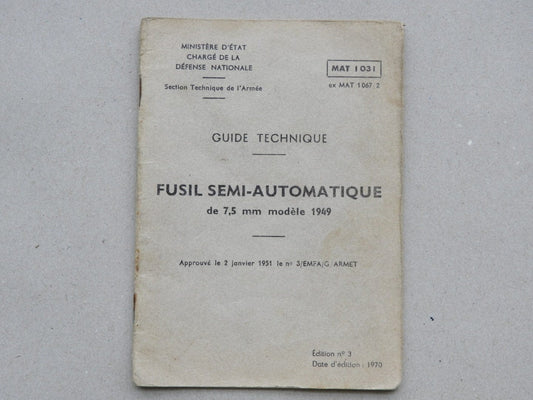 MINISTÈRE D'ÉTAT
CHARGÉ DE LA
DÉFENSE NATIONALE
Section Technique de l'Armée
MAT 1031
ex MAT 1067 2
GUIDE TECHNIQUE
FUSIL SEMI-AUTOMATIQUE
de 7,5 mm modèle 1949
Approuvé le 2 janvier 1951 le nº 3/EMFA/G ARMET
Édition nº 3
Date d'édition : 1970